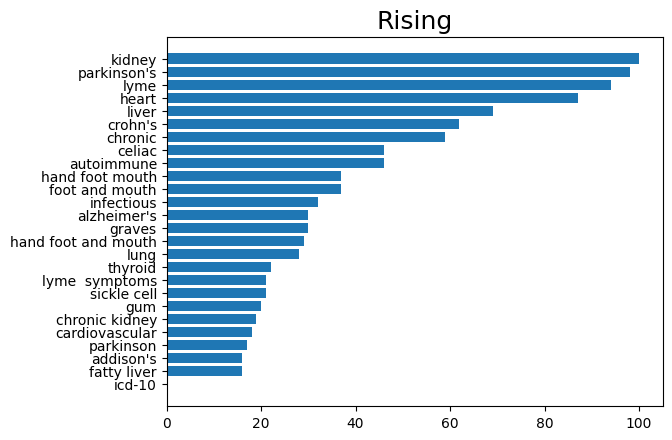 Rising
kidney
parkinson's
lyme
heart
liver
crohn's
chronic
celiac
autoimmune
hand foot mouth
foot and mouth
infectious
alzheimer's
graves
hand foot and mouth
lung
thyroid
lyme  symptoms
sickle cell
gum
chronic kidney
cardiovascular
parkinson
addison's
fatty liver
icd-10
0 20 40 60 80 100